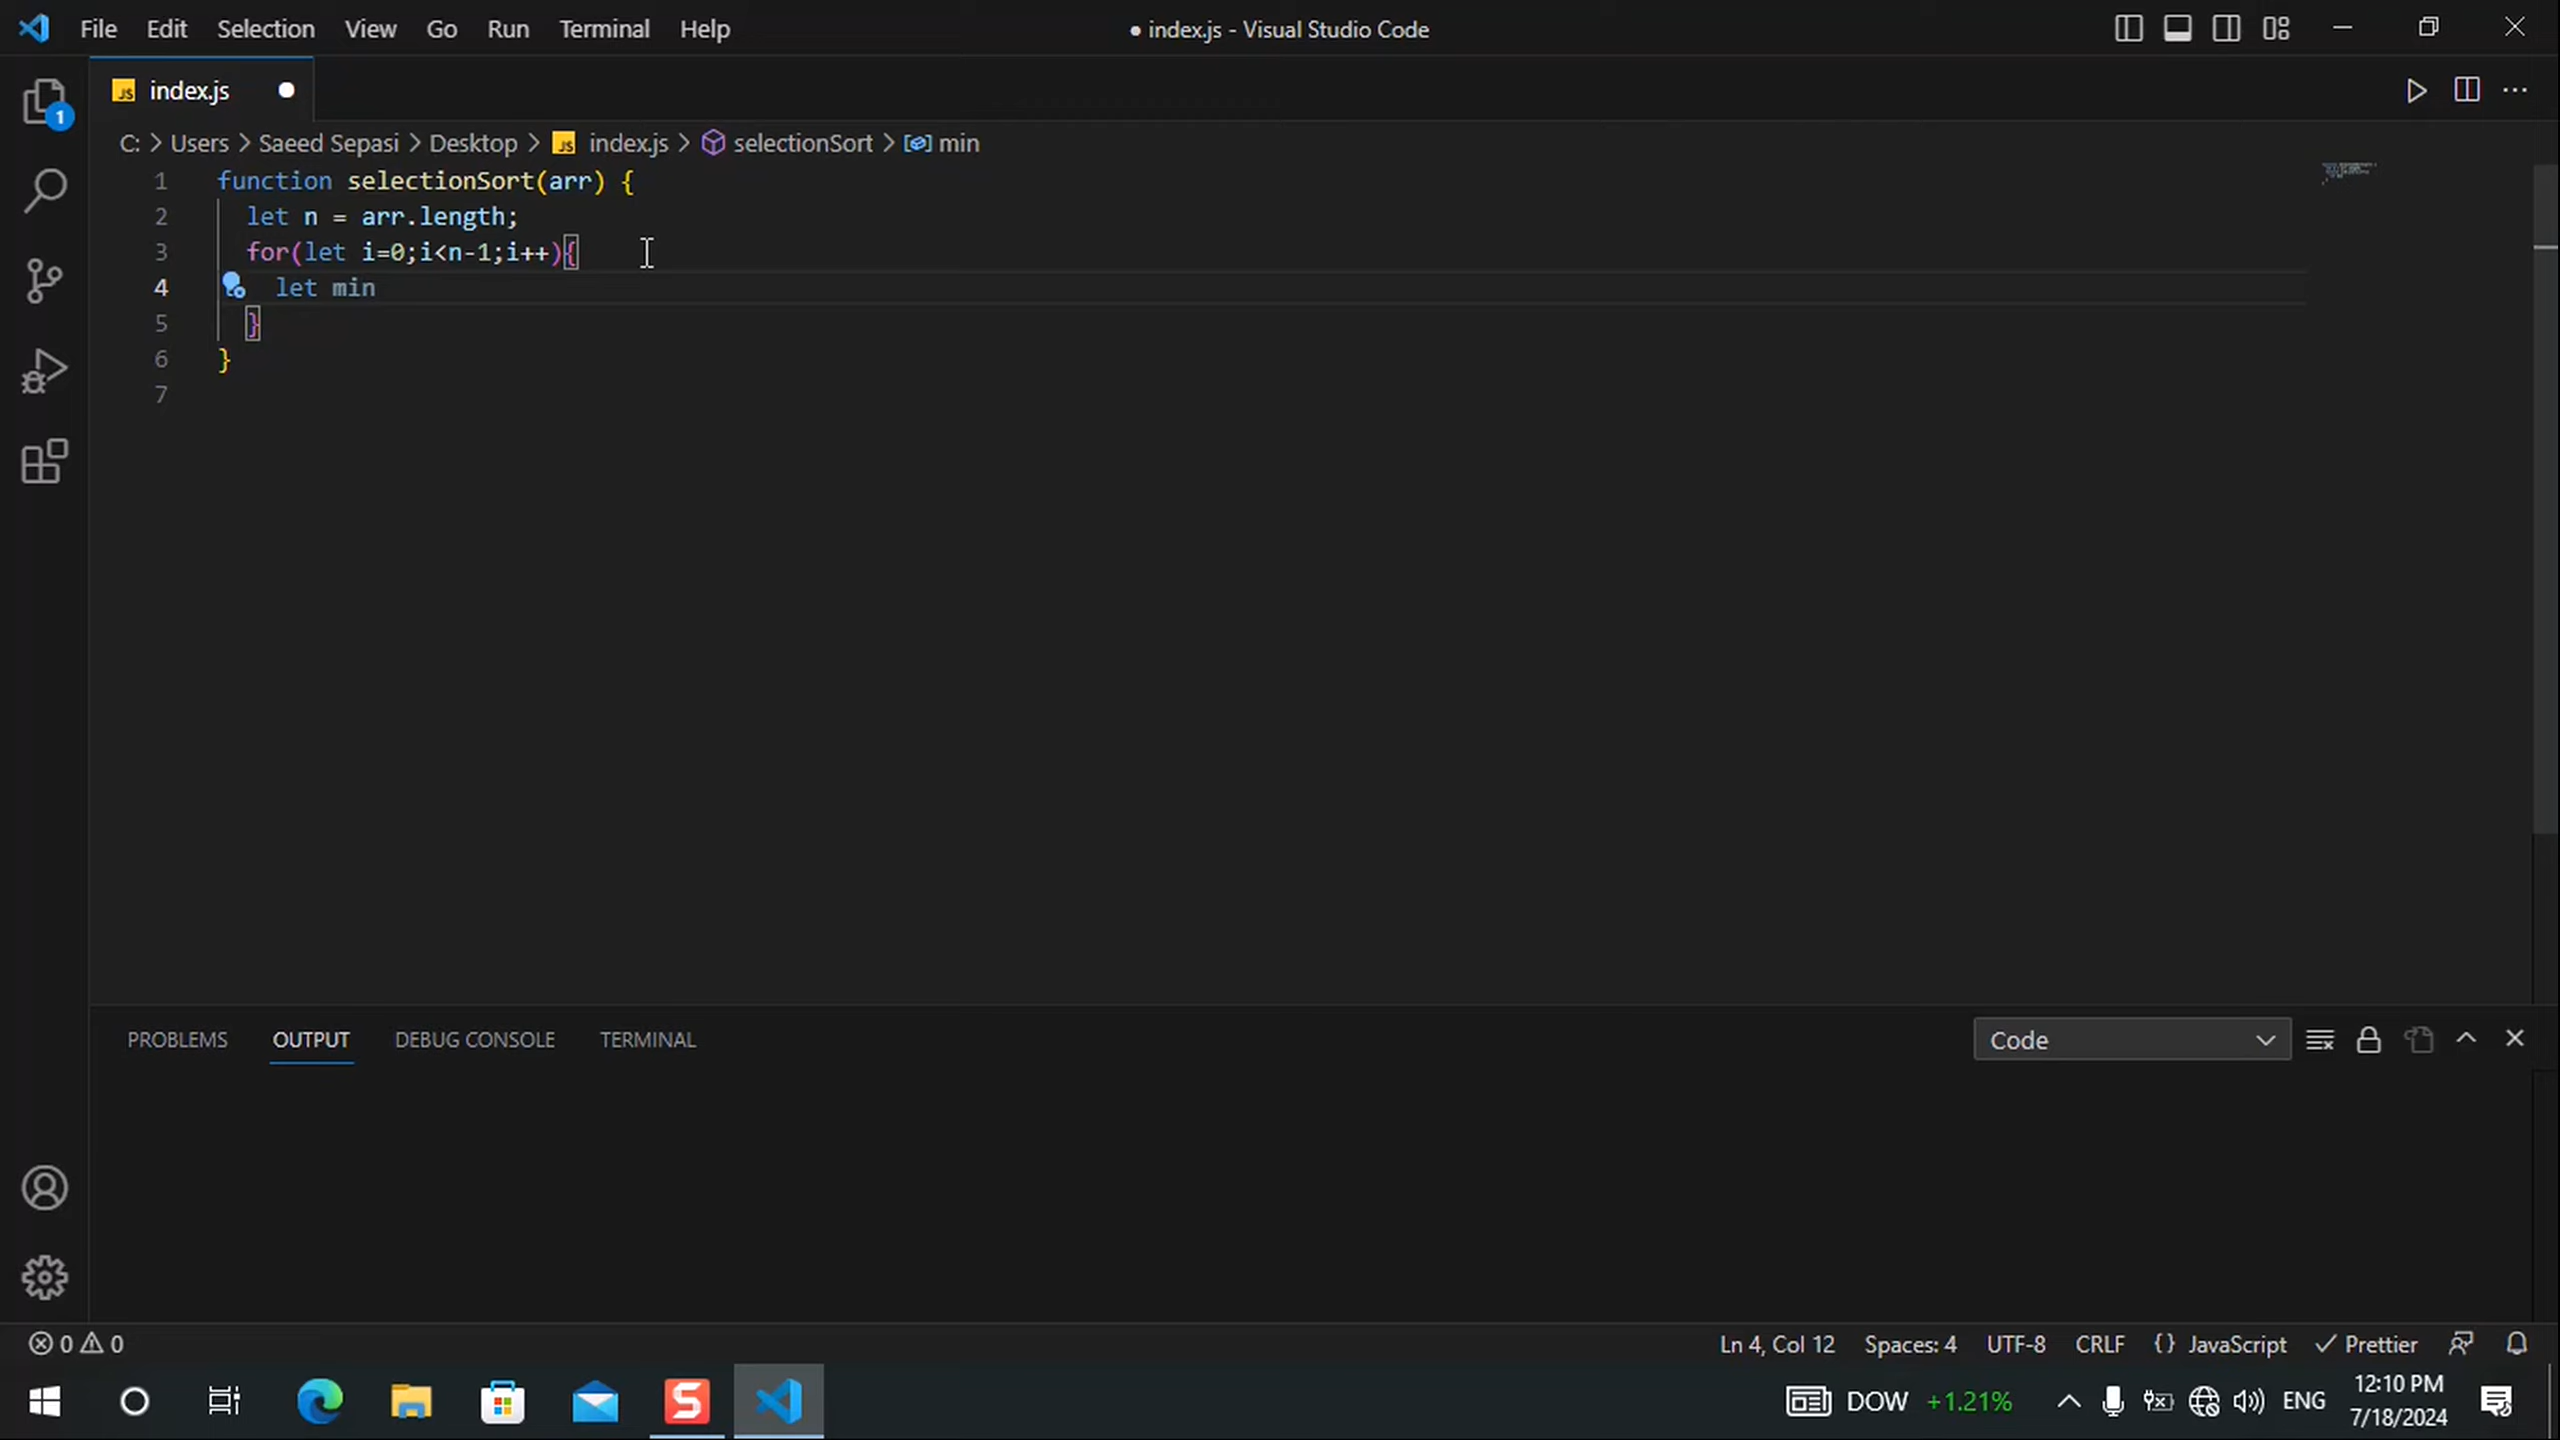 File Edit Selection View Go Run Terminal Help
● index.js - Visual Studio Code
JS index.js
C: > Users > Saeed Sepasi > Desktop > JS index.js > selectionSort > min
1 function selectionSort(arr) {
2 let n = arr.length;
3 for(let i=0;i<n-1;i++){
4 let min
5 }
6 }
7
1
PROBLEMS OUTPUT DEBUG CONSOLE TERMINAL
Code
0 0
Ln 4, Col 12 Spaces: 4 UTF-8 CRLF {} JavaScript Prettier
S
DOW +1.21%
ENG
12:10 PM
7/18/2024